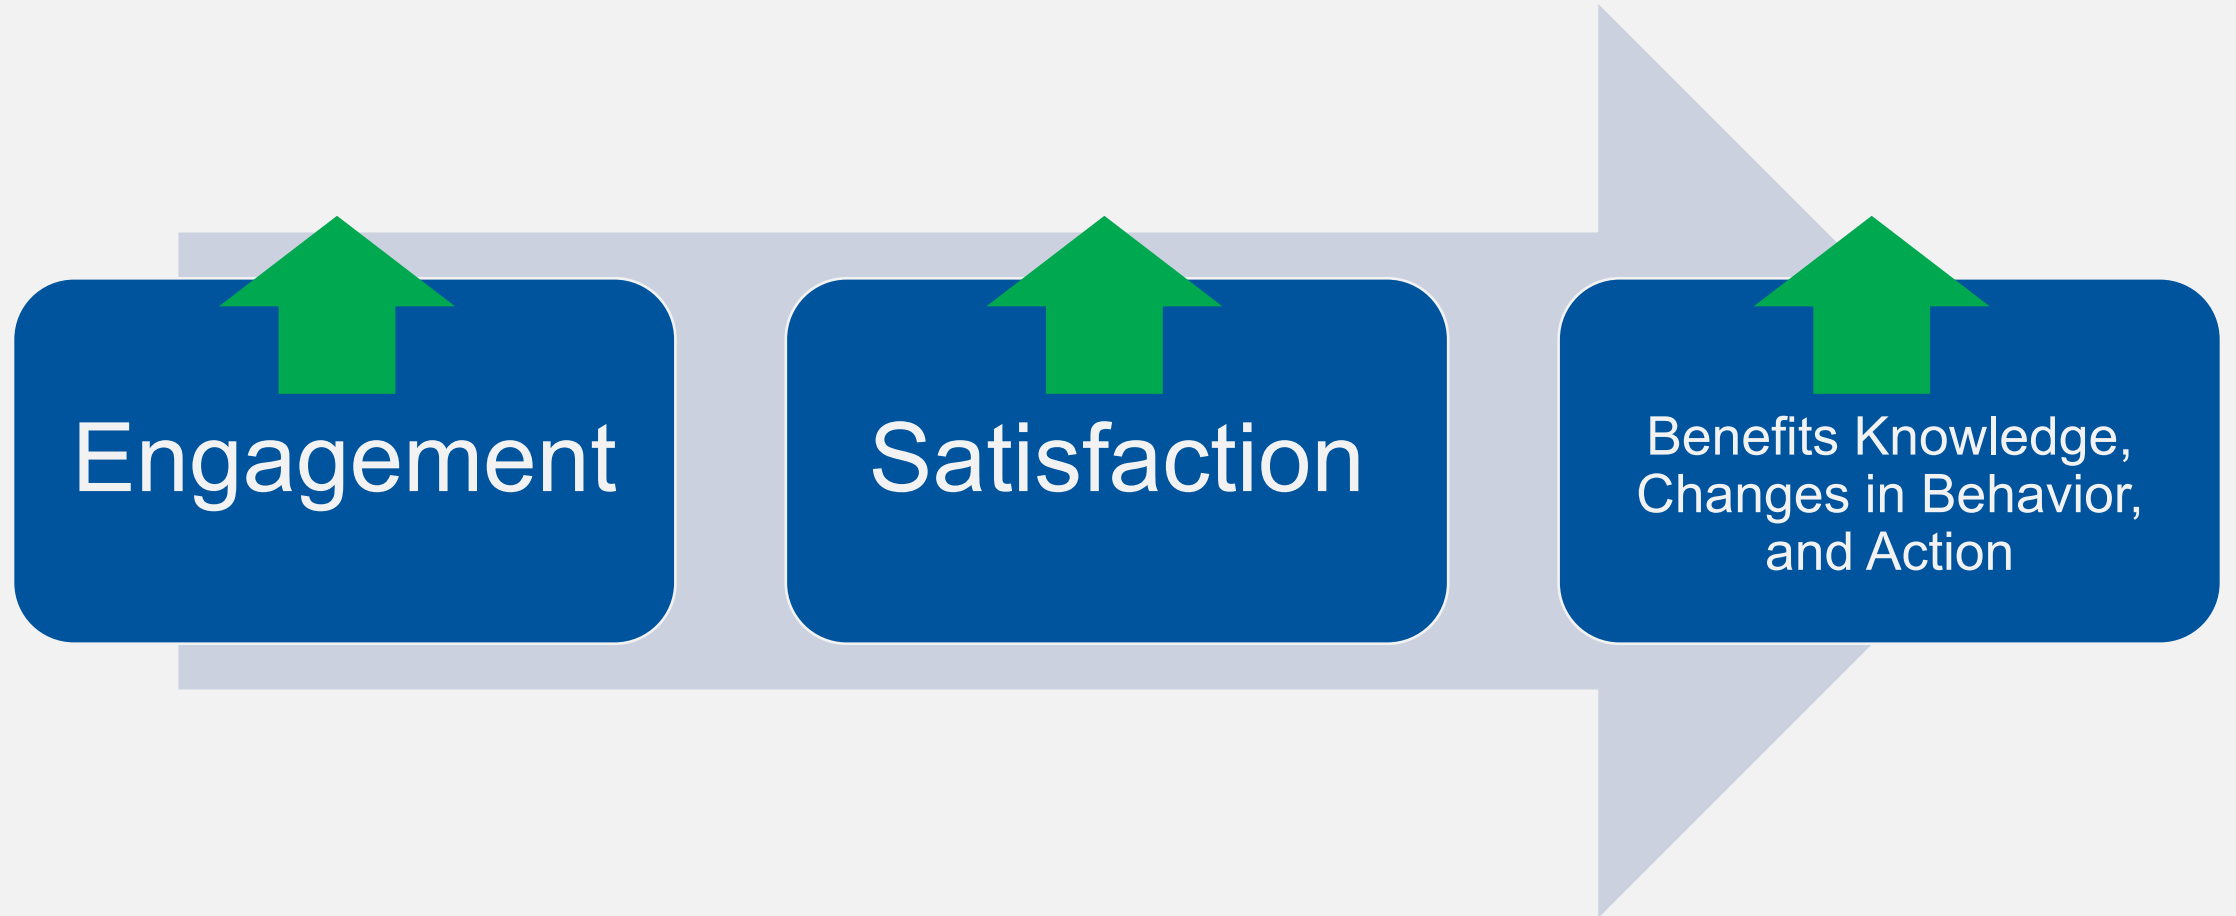 Engagement
Satisfaction
Benefits Knowledge,
Changes in Behavior,
and Action